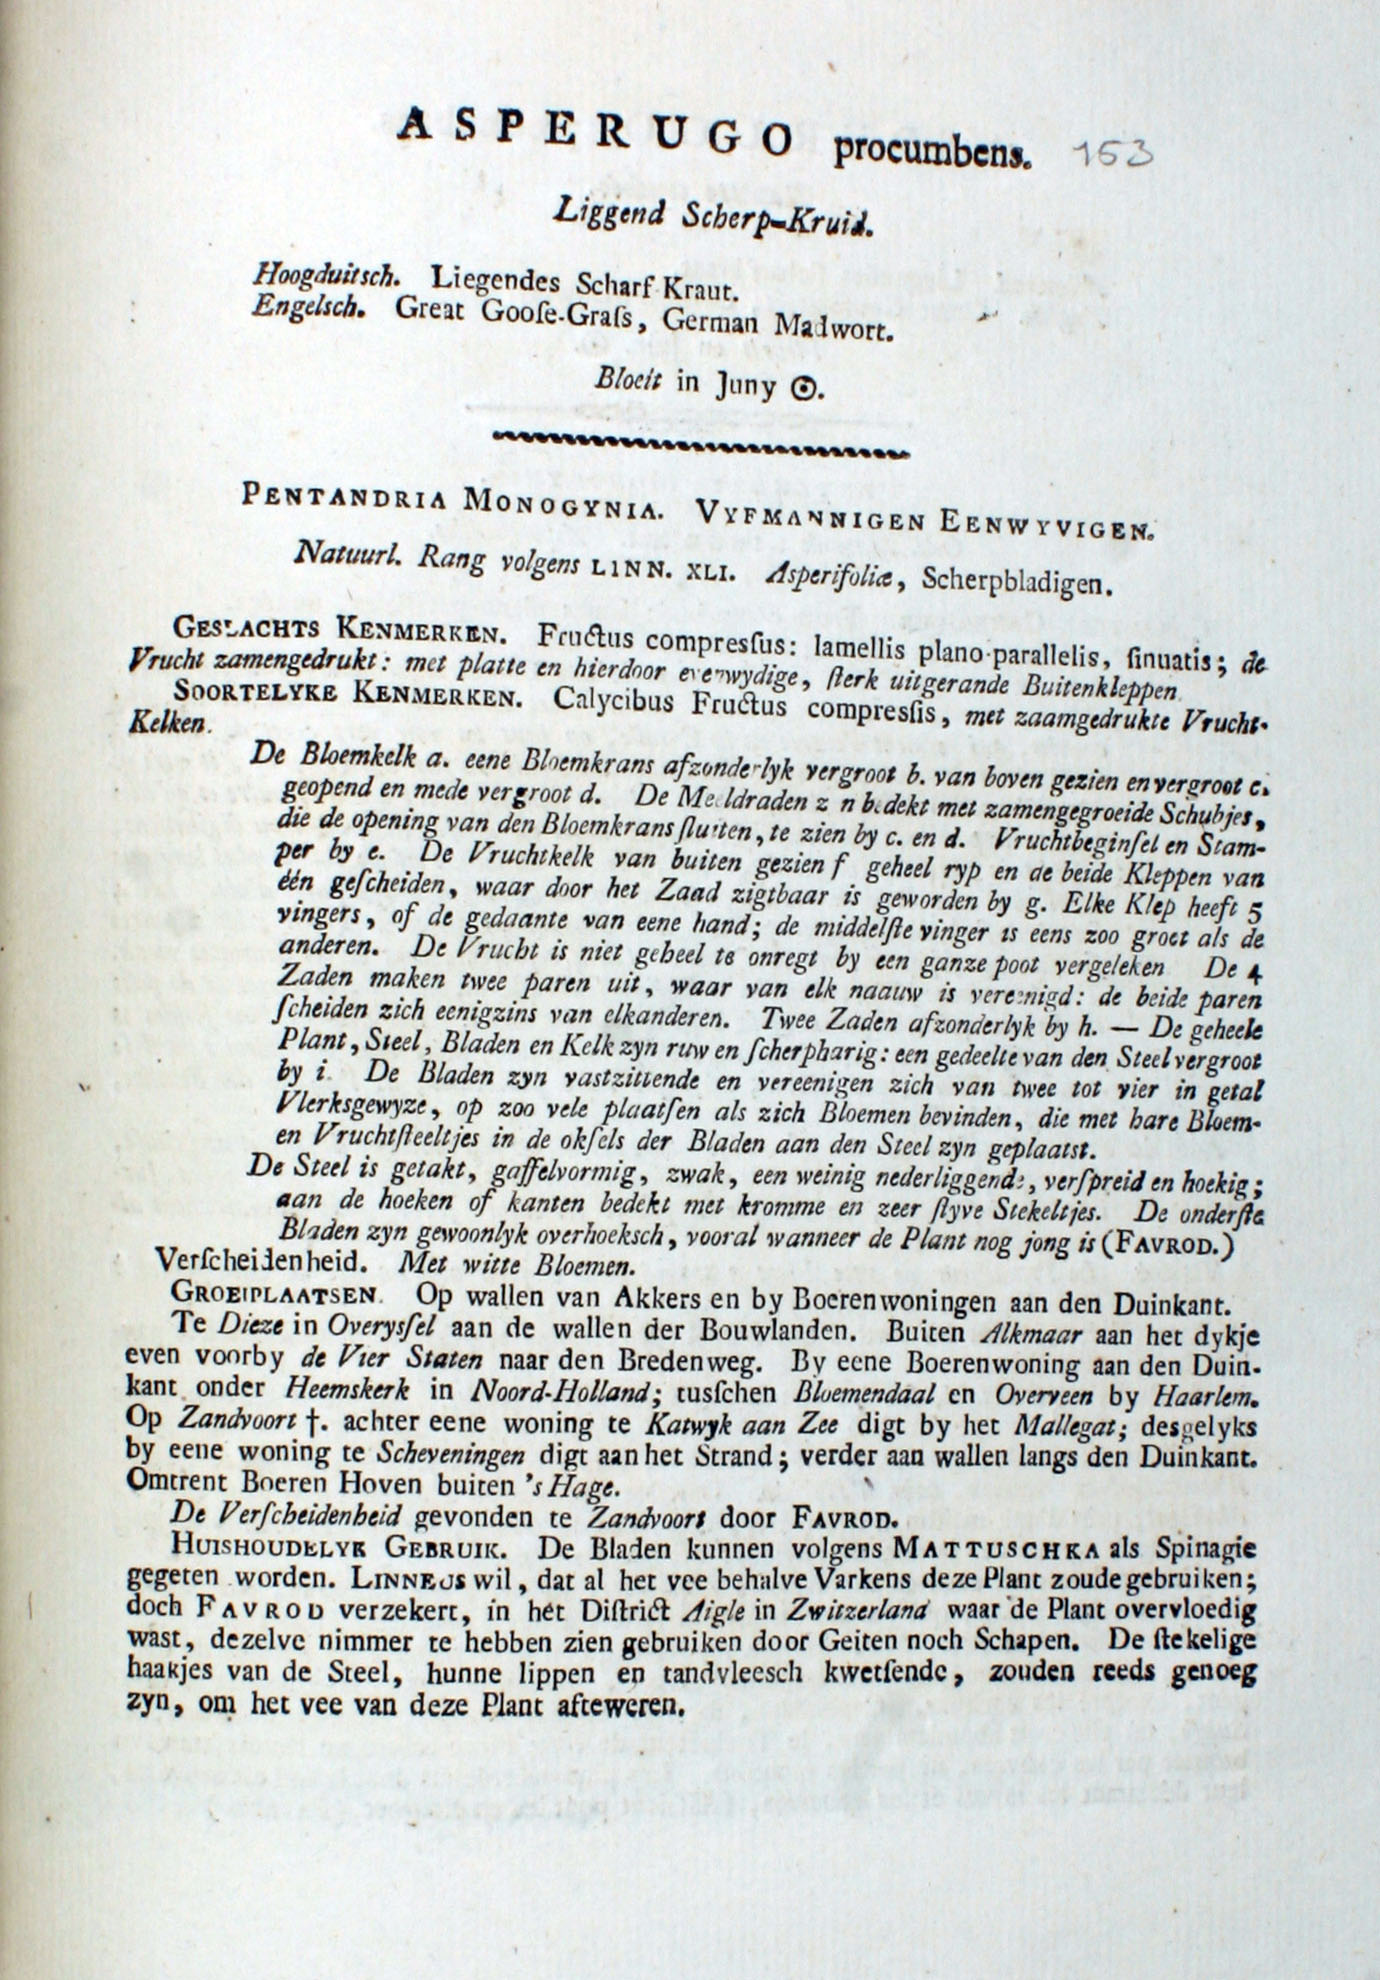 ASPERUGO procumbens. 153
Liggend Scherp-Kruid.
Hoogduitsch. Liegendes Scharf Kraut.
Engelsch. Great Gooſe-Graſs, German Madwort.
Bloeit in Juny ☉.
PENTANDRIA MONOGYNIA. VYFMANNIGEN EENWYVIGEN.
Natuurl. Rang volgens LINN. XLI. Asperifoliæ, Scherpbladigen.
GESLACHTS KENMERKEN. Fructus compresſus: lamellis plano-parallelis, ſinuatis; de
Vrucht zamengedrukt: met platte en hierdoor evenwydige, ſterk uitgerande Buitenkleppen.
SOORTELYKE KENMERKEN. Calycibus Fructus compresſis, met zaamgedrukte Vrucht-
Kelken.
De Bloemkelk a. eene Bloemkrans afzonderlyk vergroot b. van boven gezien en vergroot c.
geopend en mede vergroot d. De Meeldraden z n bedekt met zamengegroeide Schubjes,
die de opening van den Bloemkrans ſluiten, te zien by c. en d. Vruchtbeginſel en Stam-
per by e. De Vruchtkelk van buiten gezien f geheel ryp en de beide Kleppen van
één geſcheiden, waar door het Zaad zigtbaar is geworden by g. Elke Klep heeft 5
vingers, of de gedaante van eene hand; de middelſte vinger is eens zoo groet als de
anderen. De Vrucht is niet geheel te onregt by een ganze poot vergeleken De 4
Zaden maken twee paren uit, waar van elk naauw is vereenigd: de beide paren
ſcheiden zich eenigzins van elkanderen. Twee Zaden afzonderlyk by h. — De geheele
Plant, Steel, Bladen en Kelk zyn ruw en ſcherpharig: een gedeelte van den Steel vergroot
by i. De Bladen zyn vastzittende en vereenigen zich van twee tot vier in getal
Vlerksgewyze, op zoo vele plaatſen als zich Bloemen bevinden, die met hare Bloem-
en Vruchtſteeltjes in de okſels der Bladen aan den Steel zyn geplaatst.
De Steel is getakt, gaffelvormig, zwak, een weinig nederliggende, verſpreid en hoekig;
aan de hoeken of kanten bedekt met kromme en zeer ſtyve Stekeltjes. De onderſte
Bladen zyn gewoonlyk overhoeksch, vooral wanneer de Plant nog jong is (FAVROD.)
Verſcheidenheid. Met witte Bloemen.
GROEIPLAATSEN. Op wallen van Akkers en by Boerenwoningen aan den Duinkant.
Te Dieze in Overysſel aan de wallen der Bouwlanden. Buiten Alkmaar aan het dykje
even voorby de Vier Staten naar den Bredenweg. By eene Boerenwoning aan den Duin-
kant onder Heemskerk in Noord-Holland; tusſchen Bloemendaal en Overveen by Haarlem.
Op Zandvoort †. achter eene woning te Katwyk aan Zee digt by het Mallegat; desgelyks
by eene woning te Scheveningen digt aan het Strand; verder aan wallen langs den Duinkant.
Omtrent Boeren Hoven buiten 's Hage.
De Verſcheidenheid gevonden te Zandvoort door FAVROD.
HUISHOUDELYK GEBRUIK. De Bladen kunnen volgens MATTUSCHKA als Spinagie
gegeten worden. LINNEUS wil, dat al het vee behalve Varkens deze Plant zoude gebruiken;
doch FAVROD verzekert, in het Diſtrict Aigle in Zwitzerland waar de Plant overvloedig
wast, dezelve nimmer te hebben zien gebruiken door Geiten noch Schapen. De ſtekelige
haakjes van de Steel, hunne lippen en tandvleesch kwetſende, zouden reeds genoeg
zyn, om het vee van deze Plant afteweren.